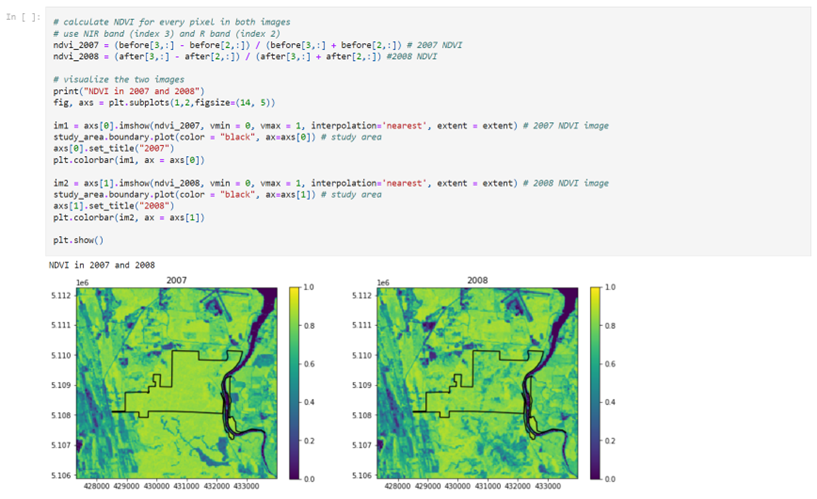 In [ ]:
# calculate NDVI for every pixel in both images
# use NIR band (index 3) and R band (index 2)
ndvi_2007 = (before[3,:] - before[2,:]) / (before[3,:] + before[2,:]) # 2007 NDVI
ndvi_2008 = (after[3,:] - after[2,:]) / (after[3,:] + after[2,:]) #2008 NDVI
# visualize the two images
print("NDVI in 2007 and 2008")
fig, axs = plt.subplots(1,2,figsize=(14, 5))
im1 = axs[0].imshow(ndvi_2007, vmin = 0, vmax = 1, interpolation='nearest', extent = extent) # 2007 NDVI image
study_area.boundary.plot(color = "black", ax=axs[0]) # study area
axs[0].set_title("2007")
plt.colorbar(im1, ax = axs[0])
im2 = axs[1].imshow(ndvi_2008, vmin = 0, vmax = 1, interpolation='nearest', extent = extent) # 2008 NDVI image
study_area.boundary.plot(color = "black", ax=axs[1]) # study area
axs[1].set_title("2008")
plt.colorbar(im2, ax = axs[1])
plt.show()
NDVI in 2007 and 2008
1e6 2007
5.112
5.111
5.110
5.109
5.108
5.107
5.106
428000 429000 430000 431000 432000 433000
1.0
0.8
0.6
0.4
0.2
0.0
1e6 2008
5.112
5.111
5.110
5.109
5.108
5.107
5.106
428000 429000 430000 431000 432000 433000
1.0
0.8
0.6
0.4
0.2
0.0